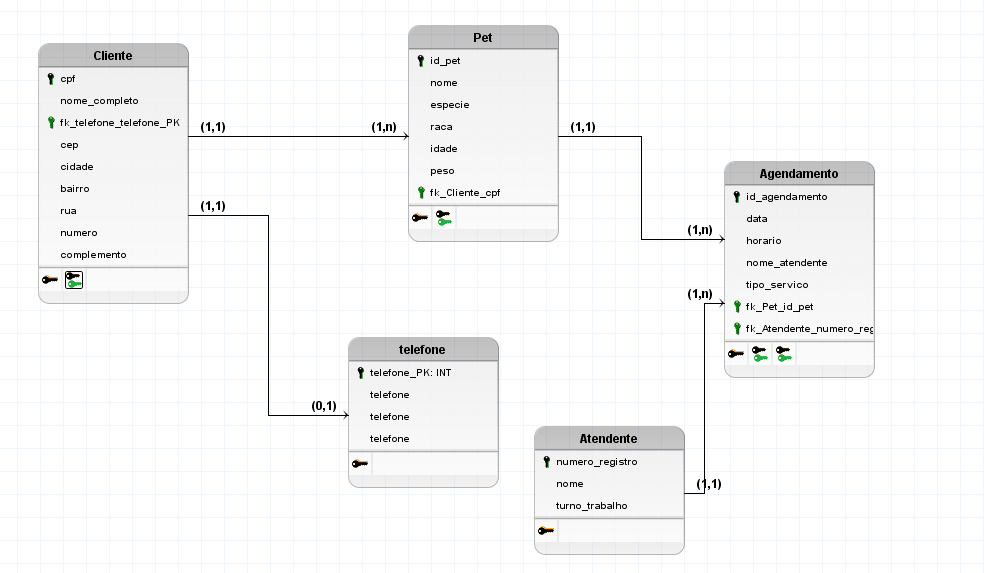 Cliente
cpf
nome_completo
fk_telefone_telefone_PK
cep
cidade
bairro
rua
numero
complemento
(1,1)
(1,n)
(1,1)
Pet
id_pet
nome
especie
raca
idade
peso
fk_Cliente_cpf
(1,1)
(1,n)
Agendamento
id_agendamento
data
horario
nome_atendente
tipo_servico
fk_Pet_id_pet
fk_Atendente_numero_reg
(1,n)
(0,1)
telefone
telefone_PK: INT
telefone
telefone
telefone
Atendente
numero_registro
nome
turno_trabalho
(1,1)